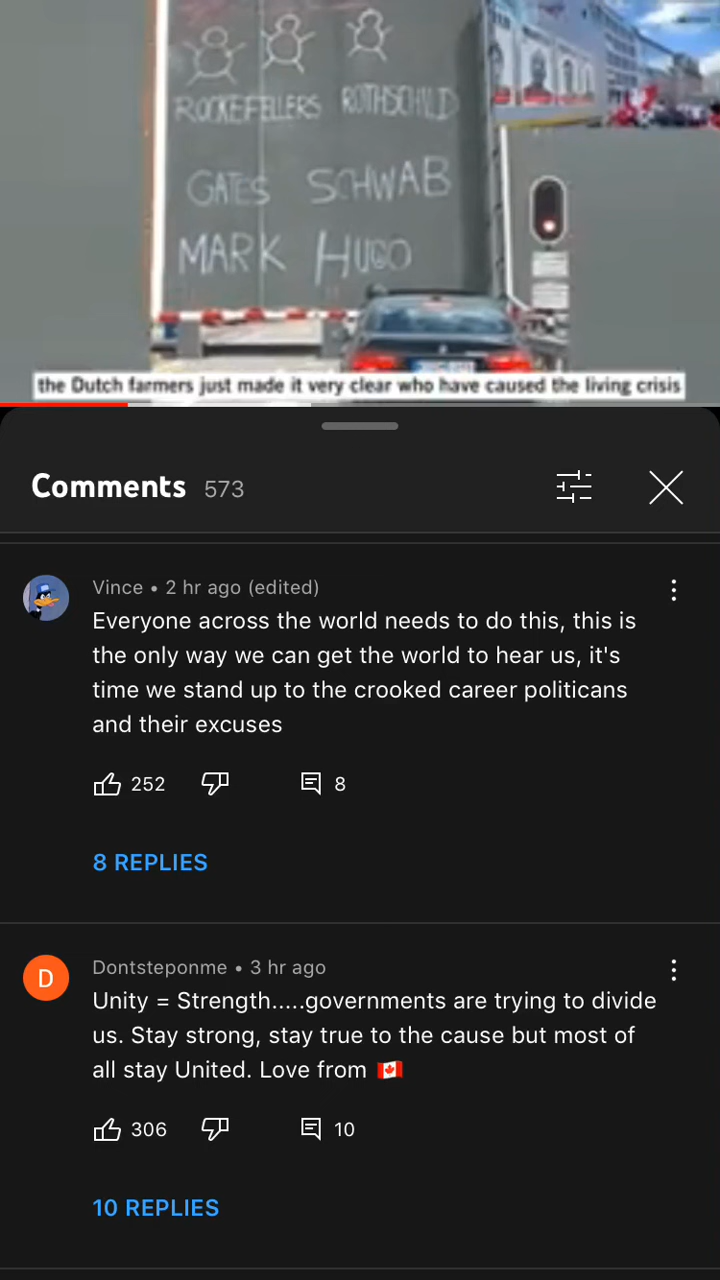 ROCKEFELLERS ROTHSCHILD
GATES SCHWAB
MARK HUGO
the Dutch farmers just made it very clear who have caused the living crisis
Comments 573
Vince • 2 hr ago (edited)
Everyone across the world needs to do this, this is
the only way we can get the world to hear us, it's
time we stand up to the crooked career politicans
and their excuses
252 8
8 REPLIES
D
Dontsteponme • 3 hr ago
Unity = Strength.....governments are trying to divide
us. Stay strong, stay true to the cause but most of
all stay United. Love from 🇨🇦
306 10
10 REPLIES